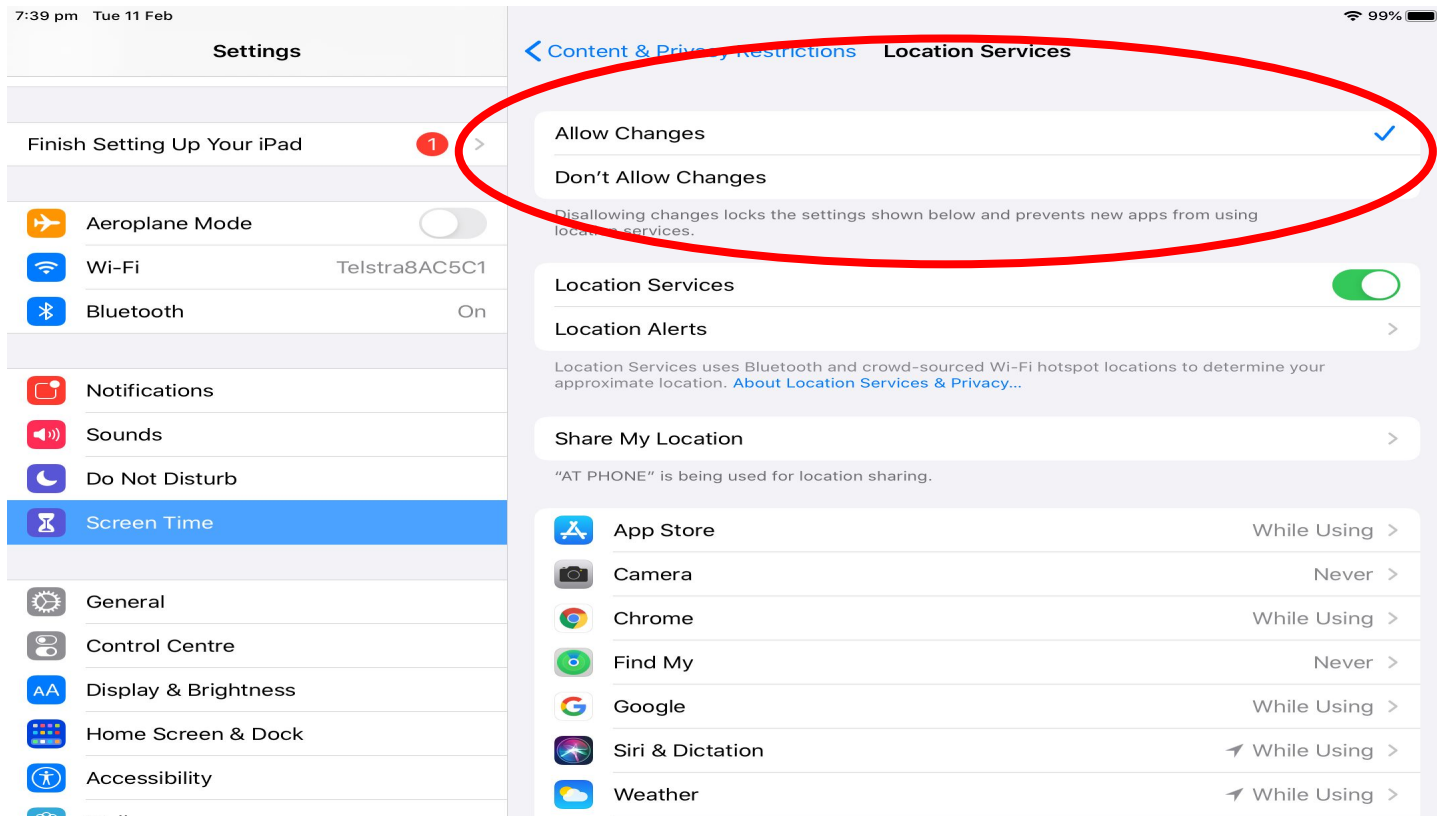 7:39 pm Tue 11 Feb
99%
Settings
Finish Setting Up Your iPad 1
Aeroplane Mode
Wi-Fi Telstra8AC5C1
Bluetooth On
Notifications
Sounds
Do Not Disturb
Screen Time
General
Control Centre
AA Display & Brightness
Home Screen & Dock
Accessibility
Content & Privacy Restrictions Location Services
Allow Changes
Don't Allow Changes
Disallowing changes locks the settings shown below and prevents new apps from using
location services.
Location Services
Location Alerts
Location Services uses Bluetooth and crowd-sourced Wi-Fi hotspot locations to determine your
approximate location. About Location Services & Privacy...
Share My Location
“AT PHONE” is being used for location sharing.
App Store While Using
Camera Never
Chrome While Using
Find My Never
Google While Using
Siri & Dictation While Using
Weather While Using